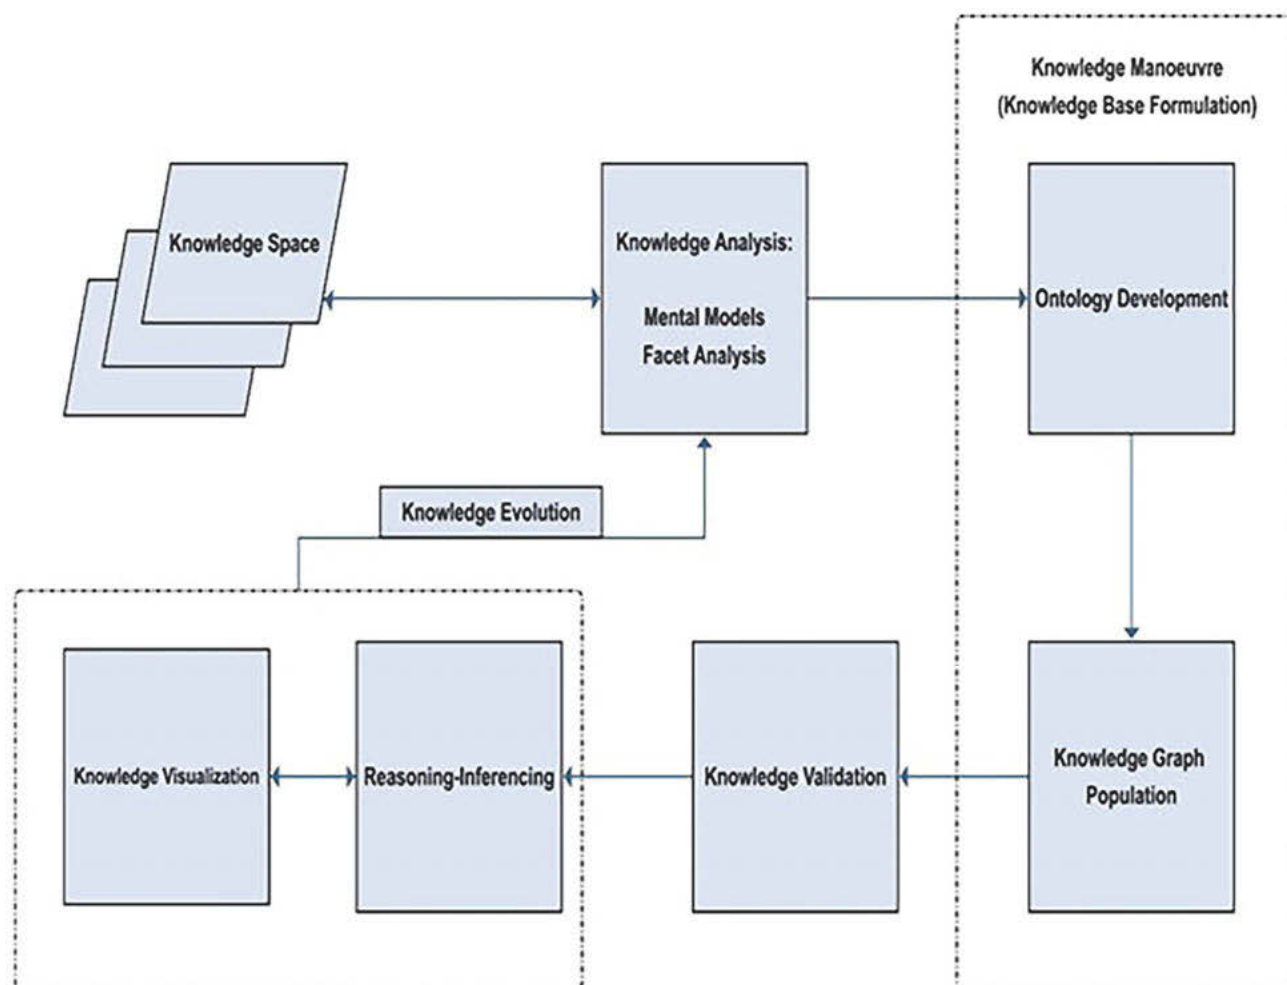 Knowledge Manoeuvre
(Knowledge Base Formulation)
Knowledge Space
Knowledge Analysis:
Mental Models
Facet Analysis
Ontology Development
Knowledge Evolution
Knowledge Visualization
Reasoning-Inferencing
Knowledge Validation
Knowledge Graph
Population